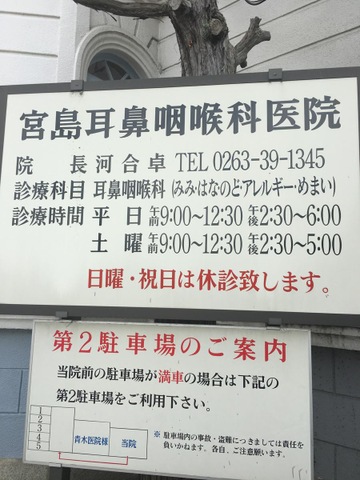 宮島耳鼻咽喉科医院
院長 河合卓 TEL 0263-39-1345
診療科目 耳鼻咽喉科(みみ・はなのど・アレルギー・めまい)
診療時間 平日 午前9:00~12:30 午後2:30~6:00
土曜 午前9:00~12:30 午後2:30~5:00
日曜・祝日は休診致します。
第2駐車場のご案内
当院前の駐車場が満車の場合は下記の
第2駐車場をご利用下さい。
1
2
3
4
5
青木医院様
当院
※ 駐車場内の事故・盗難につきましては責任を
負いかねます。各自、ご注意願います。